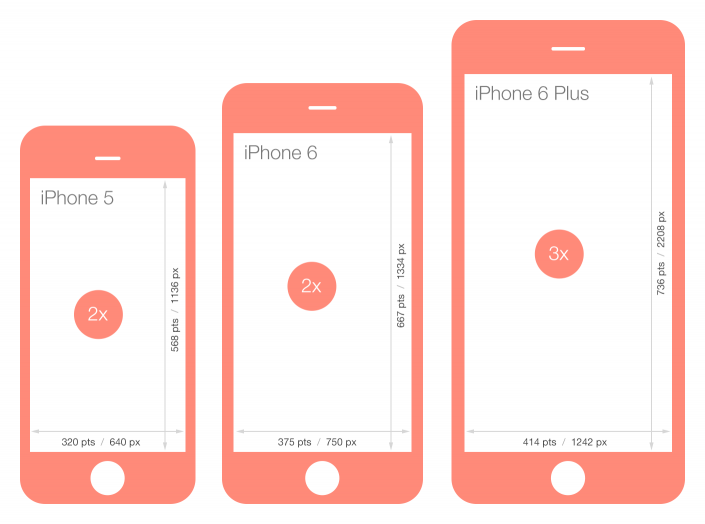 iPhone 5
2x
568 pts / 1136 px
320 pts / 640 px
iPhone 6
2x
667 pts / 1334 px
375 pts / 750 px
iPhone 6 Plus
3x
736 pts / 2208 px
414 pts / 1242 px